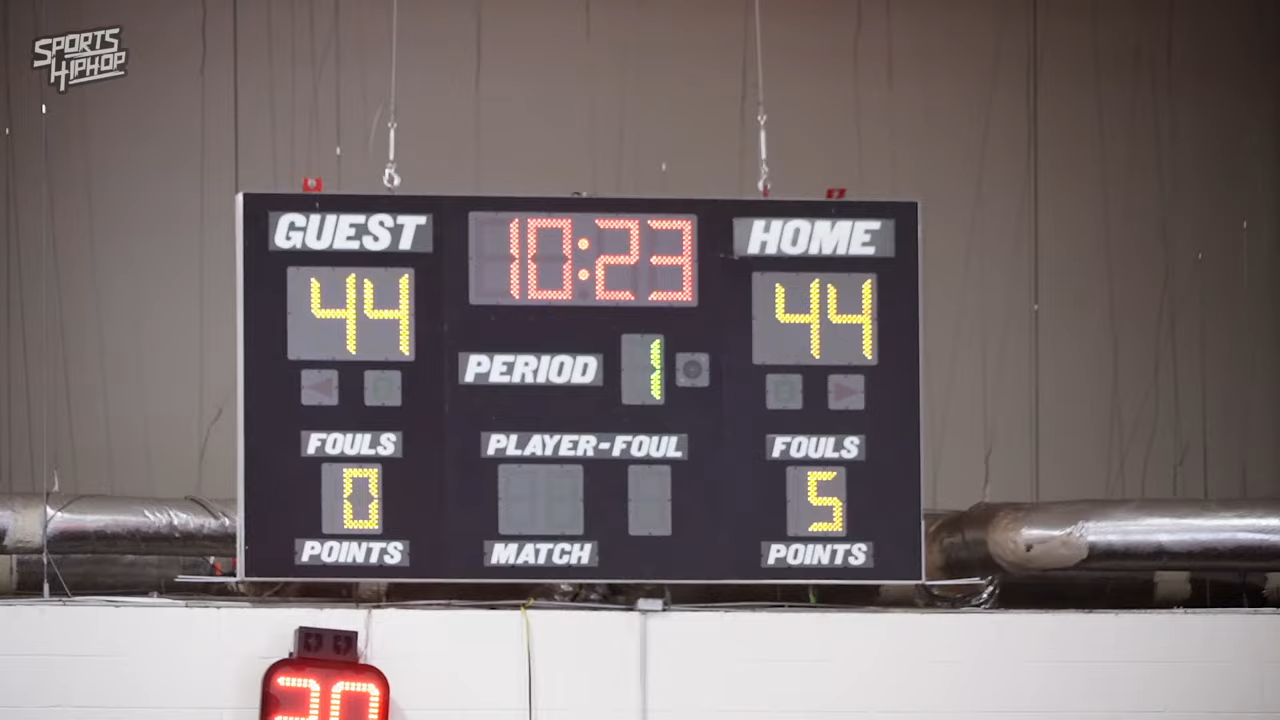 SPORTS
HIPHOP
GUEST 10:23 HOME
44 44
PERIOD 1
FOULS PLAYER-FOUL FOULS
0 5
POINTS MATCH POINTS
30